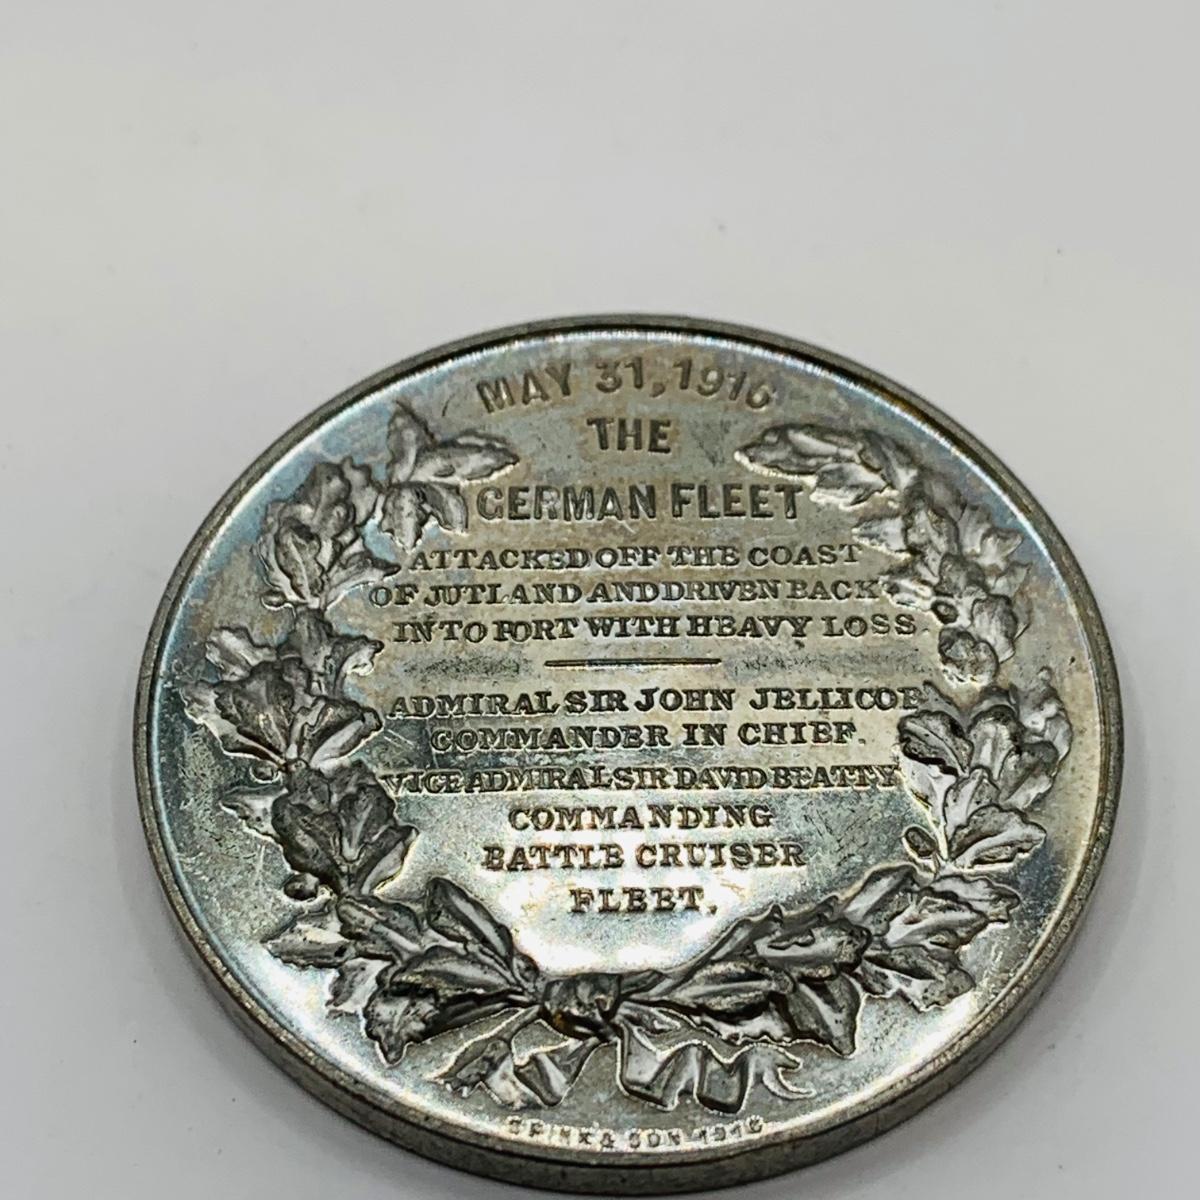 MAY 31, 1916
THE
GERMAN FLEET
ATTACKED OFF THE COAST
OF JUTLAND AND DRIVEN BACK
INTO PORT WITH HEAVY LOSS
ADMIRAL SIR JOHN JELLICOE
COMMANDER IN CHIEF.
VICE ADMIRAL SIR DAVID BEATTY
COMMANDING
BATTLE CRUISER
FLEET.
SPINK & SON 1916